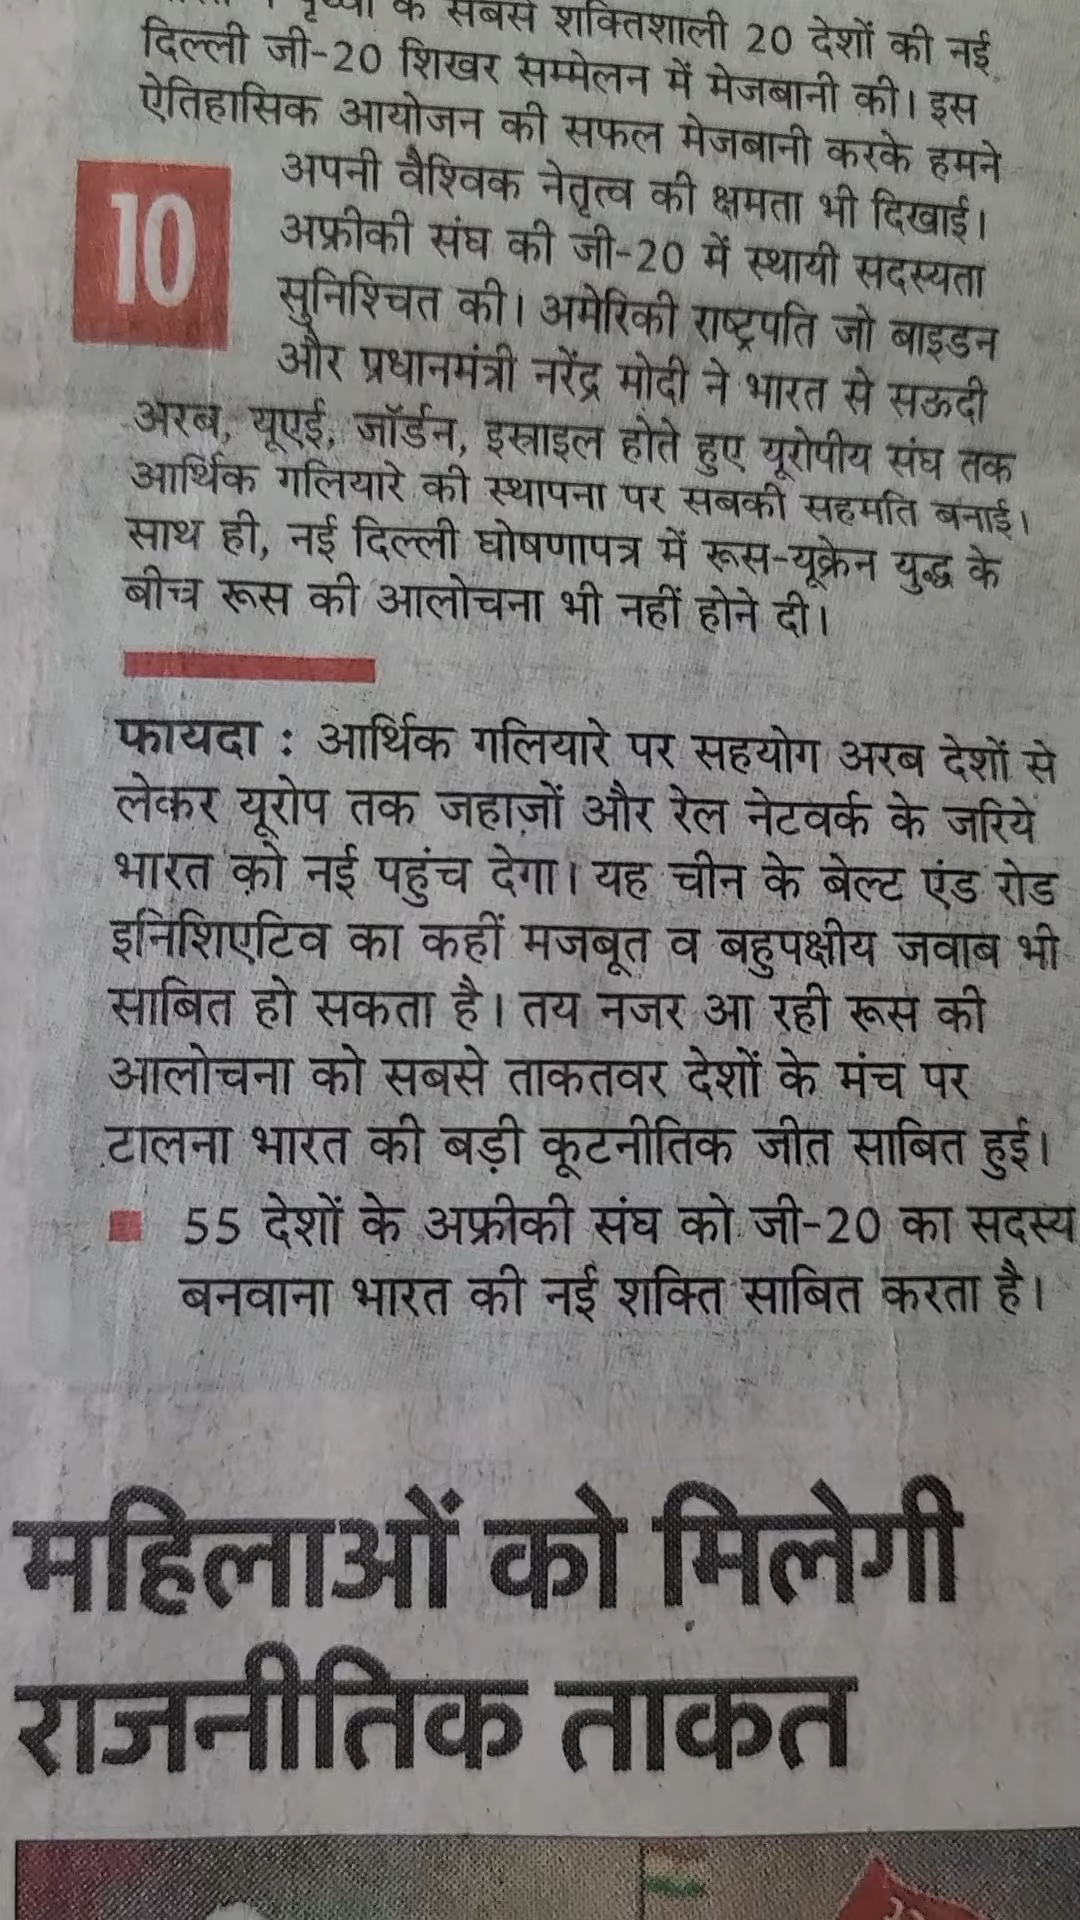 के सबसे शक्तिशाली 20 देशों की नई
दिल्ली जी-20 शिखर सम्मेलन में मेजबानी की। इस
ऐतिहासिक आयोजन की सफल मेजबानी करके हमने
10
अपनी वैश्विक नेतृत्व की क्षमता भी दिखाई।
अफ्रीकी संघ की जी-20 में स्थायी सदस्यता
सुनिश्चित की। अमेरिकी राष्ट्रपति जो बाइडन
और प्रधानमंत्री नरेंद्र मोदी ने भारत से सऊदी
अरब, यूएई, जॉर्डन, इस्राइल होते हुए यूरोपीय संघ तक
आर्थिक गलियारे की स्थापना पर सबकी सहमति बनाई।
साथ ही, नई दिल्ली घोषणापत्र में रूस-यूक्रेन युद्ध के
बीच रूस की आलोचना भी नहीं होने दी।
फायदा : आर्थिक गलियारे पर सहयोग अरब देशों से
लेकर यूरोप तक जहाजों और रेल नेटवर्क के जरिये
भारत को नई पहुंच देगा। यह चीन के बेल्ट एंड रोड
इनिशिएटिव का कहीं मजबूत व बहुपक्षीय जवाब भी
साबित हो सकता है। तय नजर आ रही रूस की
आलोचना को सबसे ताकतवर देशों के मंच पर
टालना भारत की बड़ी कूटनीतिक जीत साबित हुई।
55 देशों के अफ्रीकी संघ को जी-20 का सदस्य
बनवाना भारत की नई शक्ति साबित करता है।
महिलाओं को मिलेगी
राजनीतिक ताकत